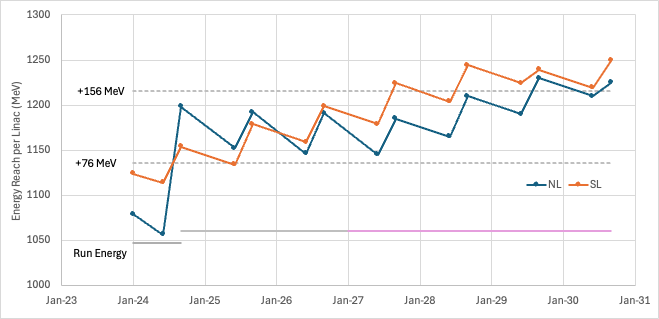 1300
1250
1200
1150
1100
1050
1000
Energy Reach per Linac (MeV)
+156 MeV
+76 MeV
NL SL
Run Energy
Jan-23 Jan-24 Jan-25 Jan-26 Jan-27 Jan-28 Jan-29 Jan-30 Jan-31